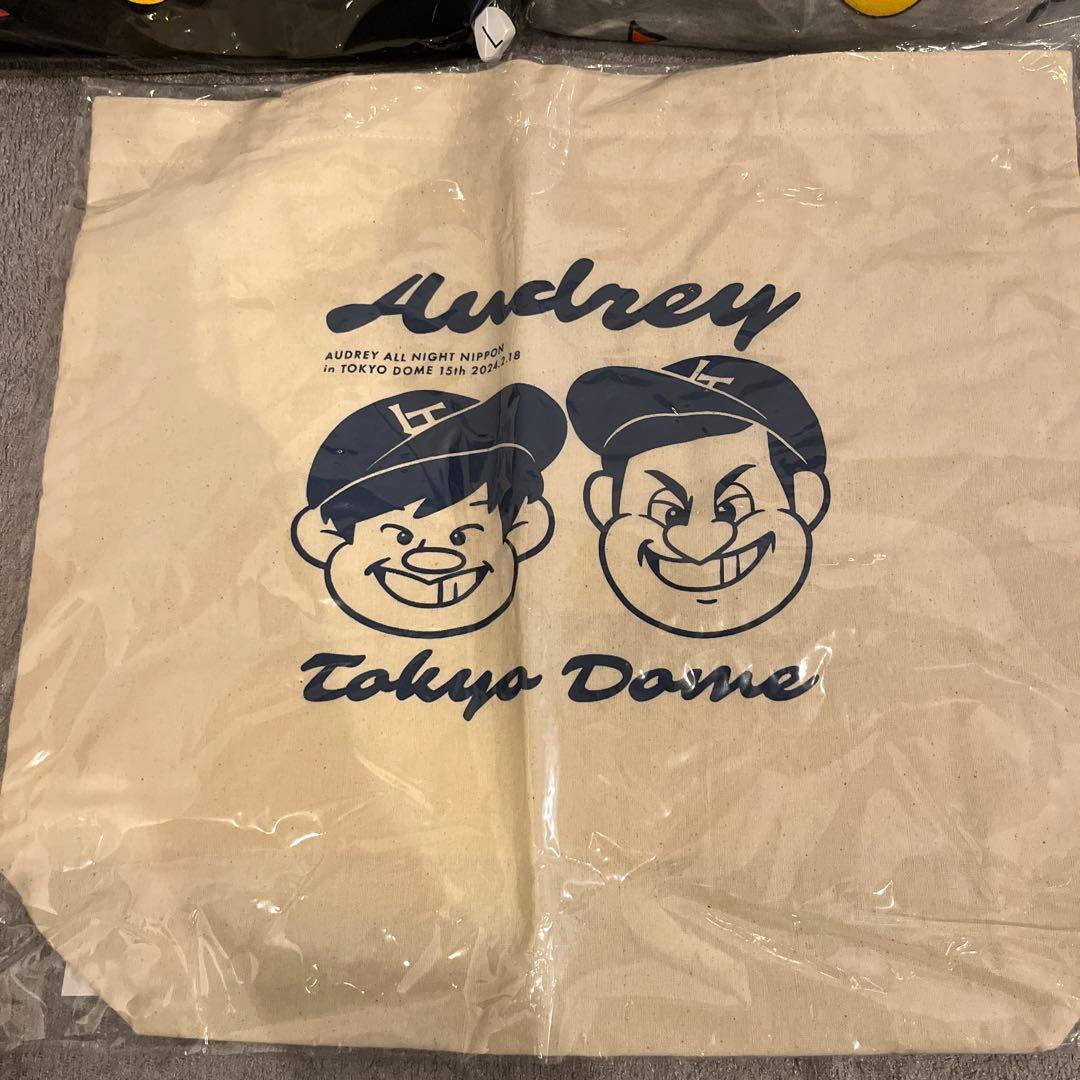 L
Audrey
AUDREY ALL NIGHT NIPPON
in TOKYO DOME 15th 2024.2.18
Tokyo Dome